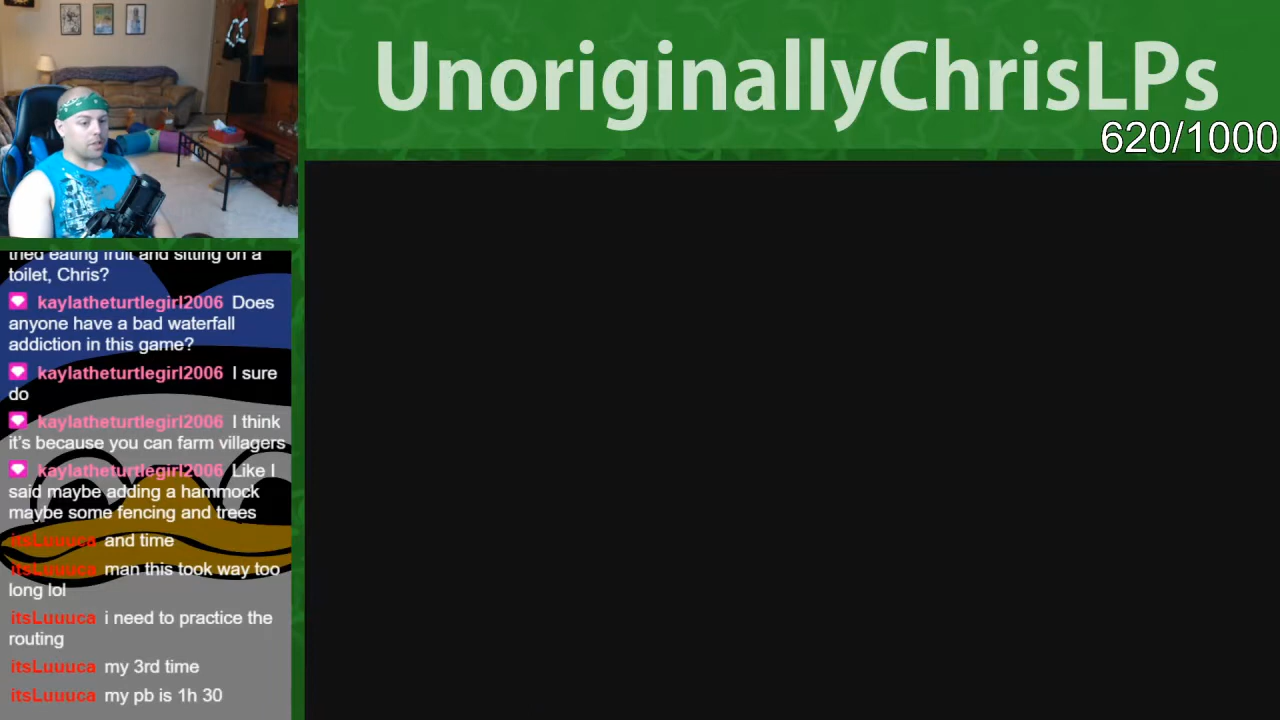 UnoriginallyChrisLPs
620/1000
tried eating fruit and sitting on a
toilet, Chris?
kaylatheturtlegirl2006 Does
anyone have a bad waterfall
addiction in this game?
kaylatheturtlegirl2006 I sure
do
kaylatheturtlegirl2006 I think
it's because you can farm villagers
kaylatheturtlegirl2006 Like I
said maybe adding a hammock
maybe some fencing and trees
itsLuuuca and time
itsLuuuca man this took way too
long lol
itsLuuuca i need to practice the
routing
itsLuuuca my 3rd time
itsLuuuca my pb is 1h 30